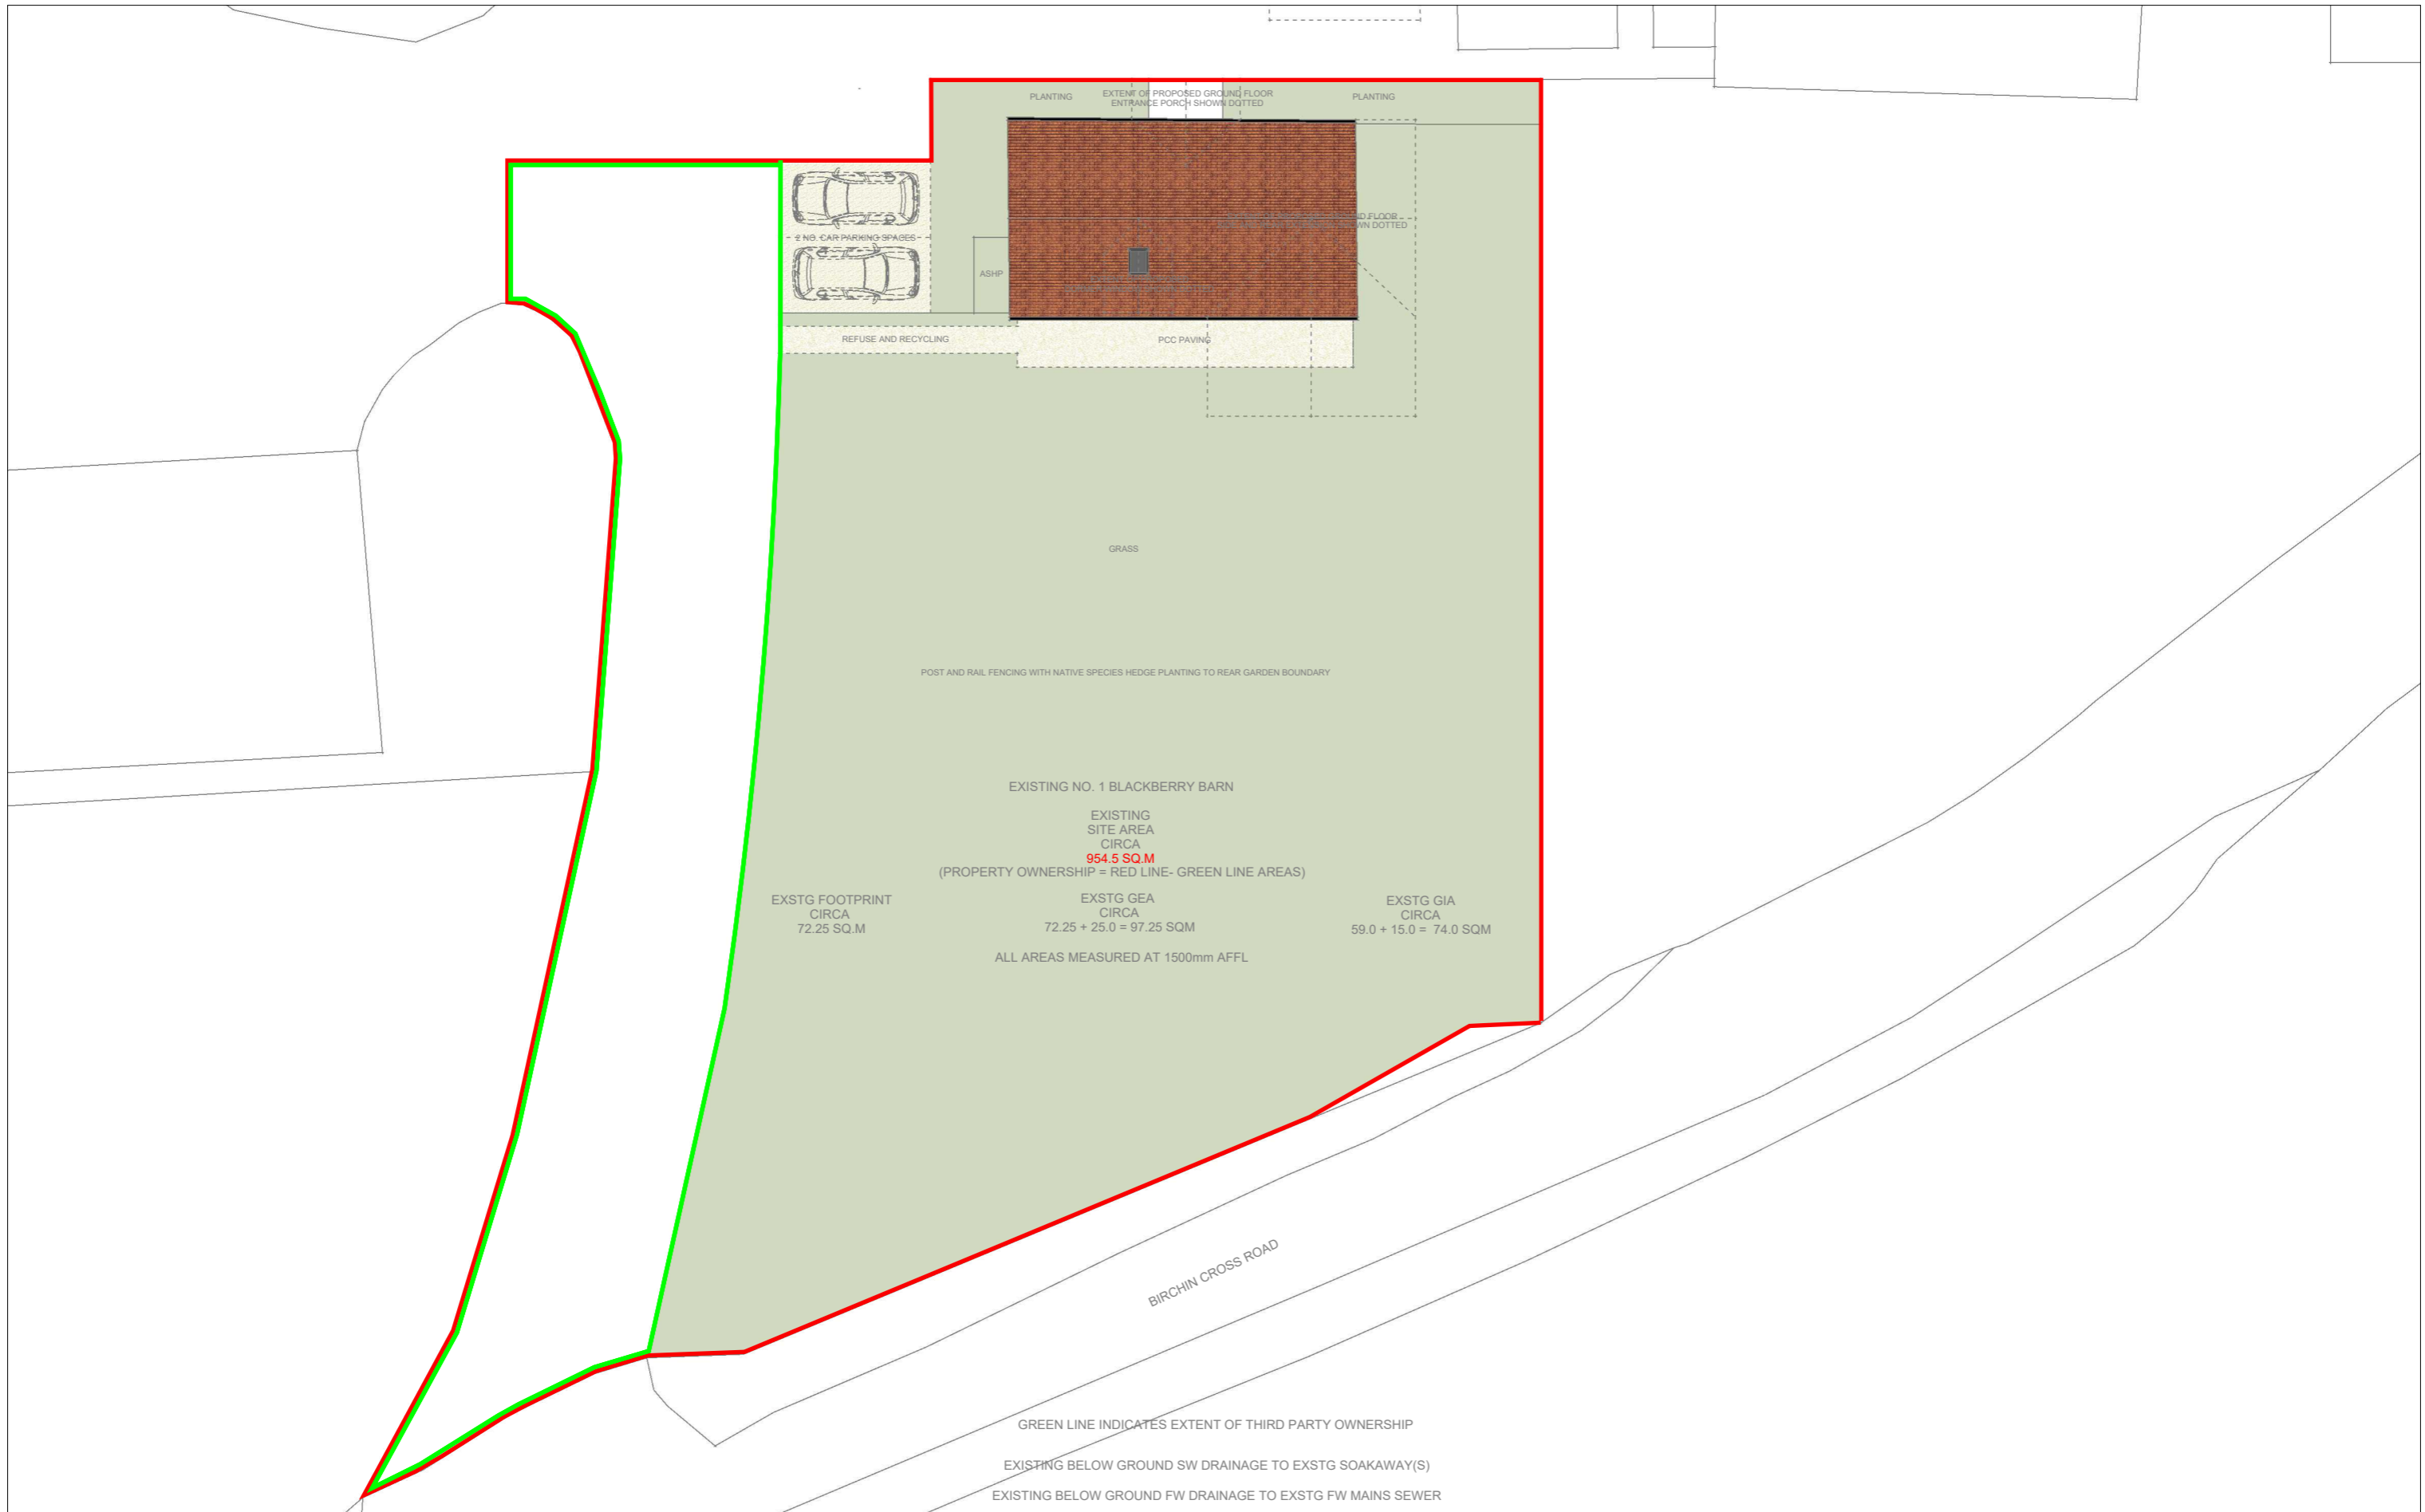 PLANTING
EXTENT OF PROPOSED GROUND FLOOR
ENTRANCE PORCH SHOWN DOTTED
PLANTING
FLOOR
DOTTED
2 NO. CAR PARKING SPACES
ASHP
REFUSE AND RECYCLING
PCC PAVING
GRASS
POST AND RAIL FENCING WITH NATIVE SPECIES HEDGE PLANTING TO REAR GARDEN BOUNDARY
EXISTING NO. 1 BLACKBERRY BARN
EXISTING
SITE AREA
CIRCA
954.5 SQ.M
(PROPERTY OWNERSHIP = RED LINE- GREEN LINE AREAS)
EXSTG FOOTPRINT
CIRCA
72.25 SQ.M
EXSTG GEA
CIRCA
72.25 + 25.0 = 97.25 SQM
EXSTG GIA
CIRCA
59.0 + 15.0 = 74.0 SQM
ALL AREAS MEASURED AT 1500mm AFFL
BIRCHIN CROSS ROAD
GREEN LINE INDICATES EXTENT OF THIRD PARTY OWNERSHIP
EXISTING BELOW GROUND SW DRAINAGE TO EXSTG SOAKAWAY(S)
EXISTING BELOW GROUND FW DRAINAGE TO EXSTG FW MAINS SEWER